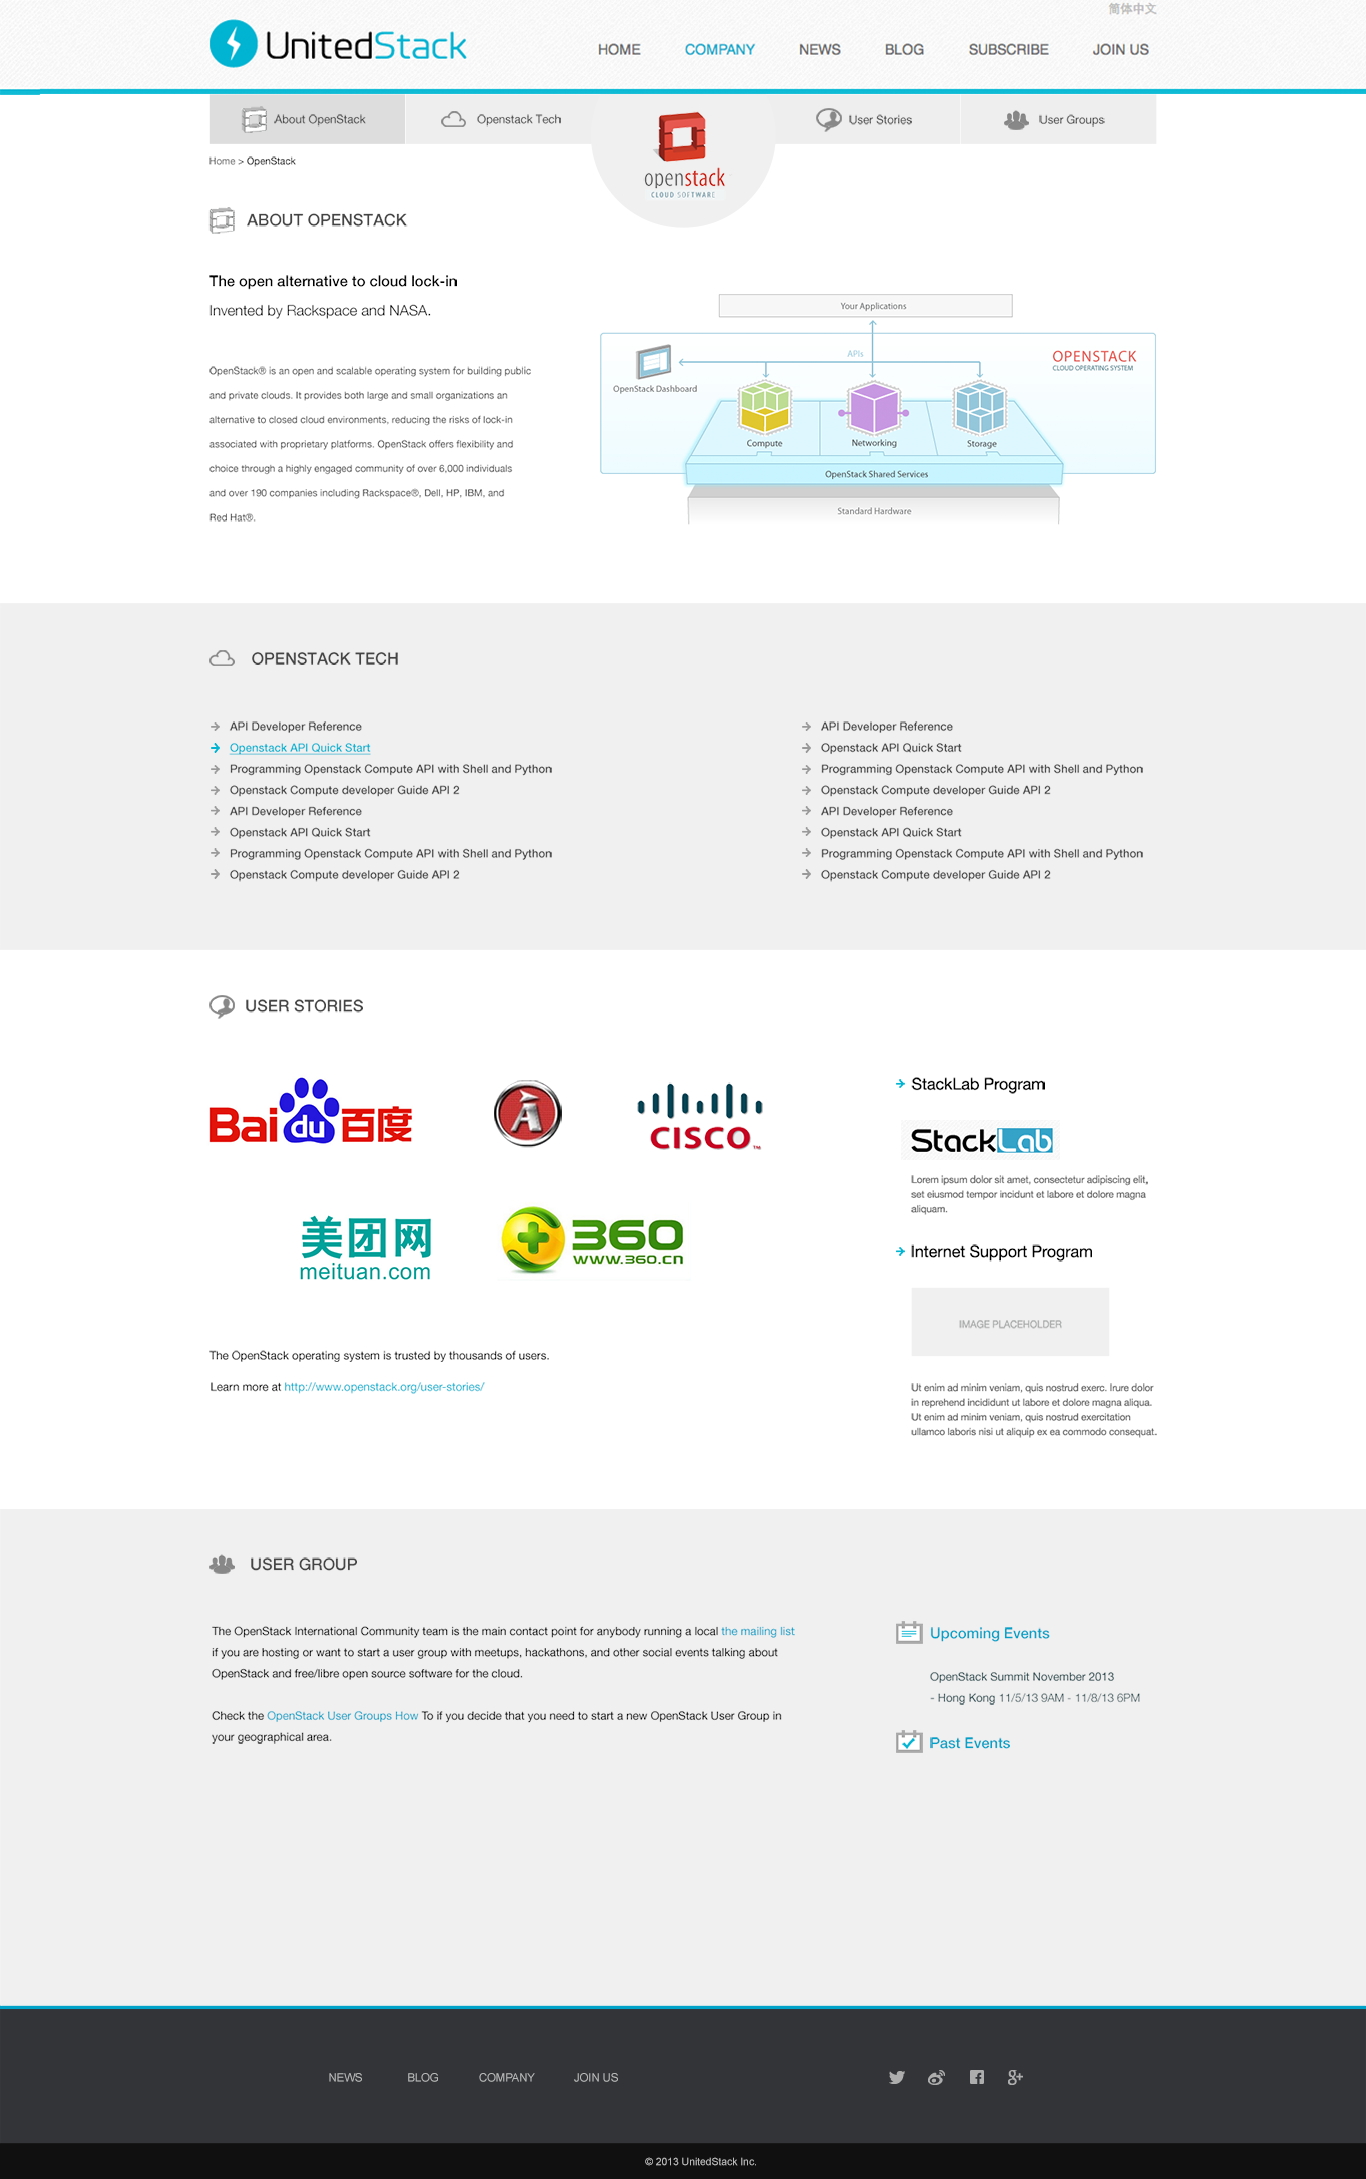 简体中文
UnitedStack
HOME COMPANY NEWS BLOG SUBSCRIBE JOIN US
About OpenStack Openstack Tech User Stories User Groups
openstack
CLOUD SOFTWARE
Home > OpenStack
ABOUT OPENSTACK
The open alternative to cloud lock-in
Invented by Rackspace and NASA.
OpenStack® is an open and scalable operating system for building public
and private clouds. It provides both large and small organizations an
alternative to closed cloud environments, reducing the risks of lock-in
associated with proprietary platforms. OpenStack offers flexibility and
choice through a highly engaged community of over 6,000 individuals
and over 190 companies including Rackspace®, Dell, HP, IBM, and
Red Hat®.
Your Applications
APIs
OPENSTACK
CLOUD OPERATING SYSTEM
OpenStack Dashboard
Compute
Networking
Storage
OpenStack Shared Services
Standard Hardware
OPENSTACK TECH
API Developer Reference
Openstack API Quick Start
Programming Openstack Compute API with Shell and Python
Openstack Compute developer Guide API 2
API Developer Reference
Openstack API Quick Start
Programming Openstack Compute API with Shell and Python
Openstack Compute developer Guide API 2
API Developer Reference
Openstack API Quick Start
Programming Openstack Compute API with Shell and Python
Openstack Compute developer Guide API 2
API Developer Reference
Openstack API Quick Start
Programming Openstack Compute API with Shell and Python
Openstack Compute developer Guide API 2
USER STORIES
Bai du 百度
A
CISCO™
美团网
meituan.com
360
www.360.cn
The OpenStack operating system is trusted by thousands of users.
Learn more at http://www.openstack.org/user-stories/
StackLab Program
StackLab
Lorem ipsum dolor sit amet, consectetur adipiscing elit,
set eiusmod tempor incidunt et labore et dolore magna
aliquam.
Internet Support Program
IMAGE PLACEHOLDER
Ut enim ad minim veniam, quis nostrud exerc. Irure dolor
in reprehend incididunt ut labore et dolore magna aliqua.
Ut enim ad minim veniam, quis nostrud exercitation
ullamco laboris nisi ut aliquip ex ea commodo consequat.
USER GROUP
The OpenStack International Community team is the main contact point for anybody running a local the mailing list
if you are hosting or want to start a user group with meetups, hackathons, and other social events talking about
OpenStack and free/libre open source software for the cloud.
Check the OpenStack User Groups How To if you decide that you need to start a new OpenStack User Group in
your geographical area.
Upcoming Events
OpenStack Summit November 2013
- Hong Kong 11/5/13 9AM - 11/8/13 6PM
Past Events
NEWS BLOG COMPANY JOIN US
© 2013 UnitedStack Inc.